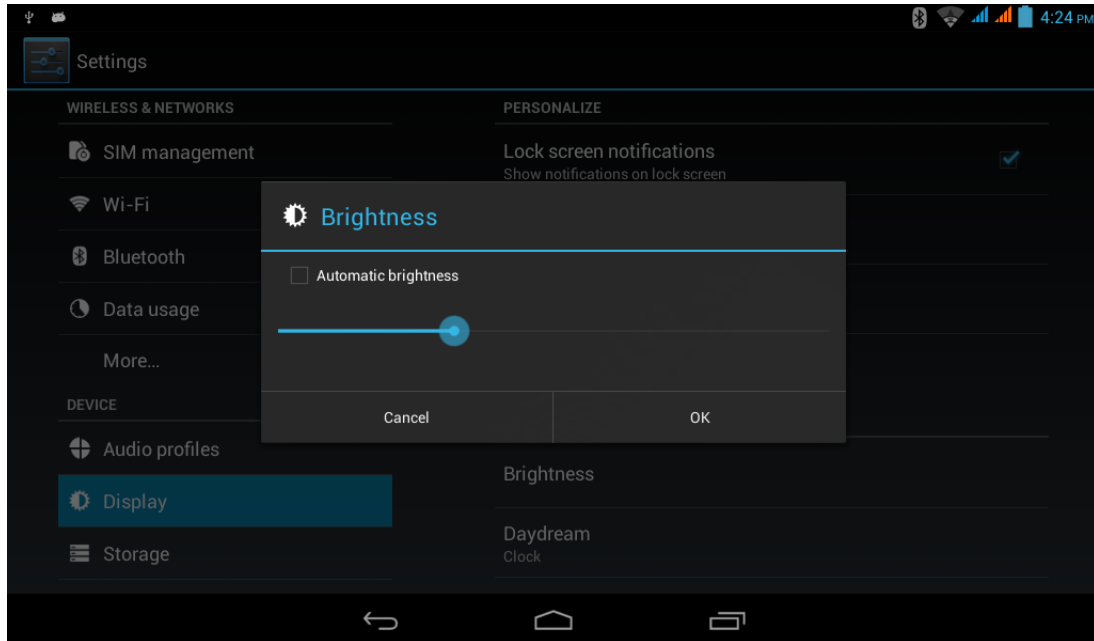 4:24 PM
Settings
WIRELESS & NETWORKS
SIM management
Wi-Fi
Bluetooth
Data usage
More...
DEVICE
Audio profiles
Display
Storage
PERSONALIZE
Lock screen notifications
Show notifications on lock screen
Brightness
Automatic brightness
Cancel
OK
Brightness
Daydream
Clock